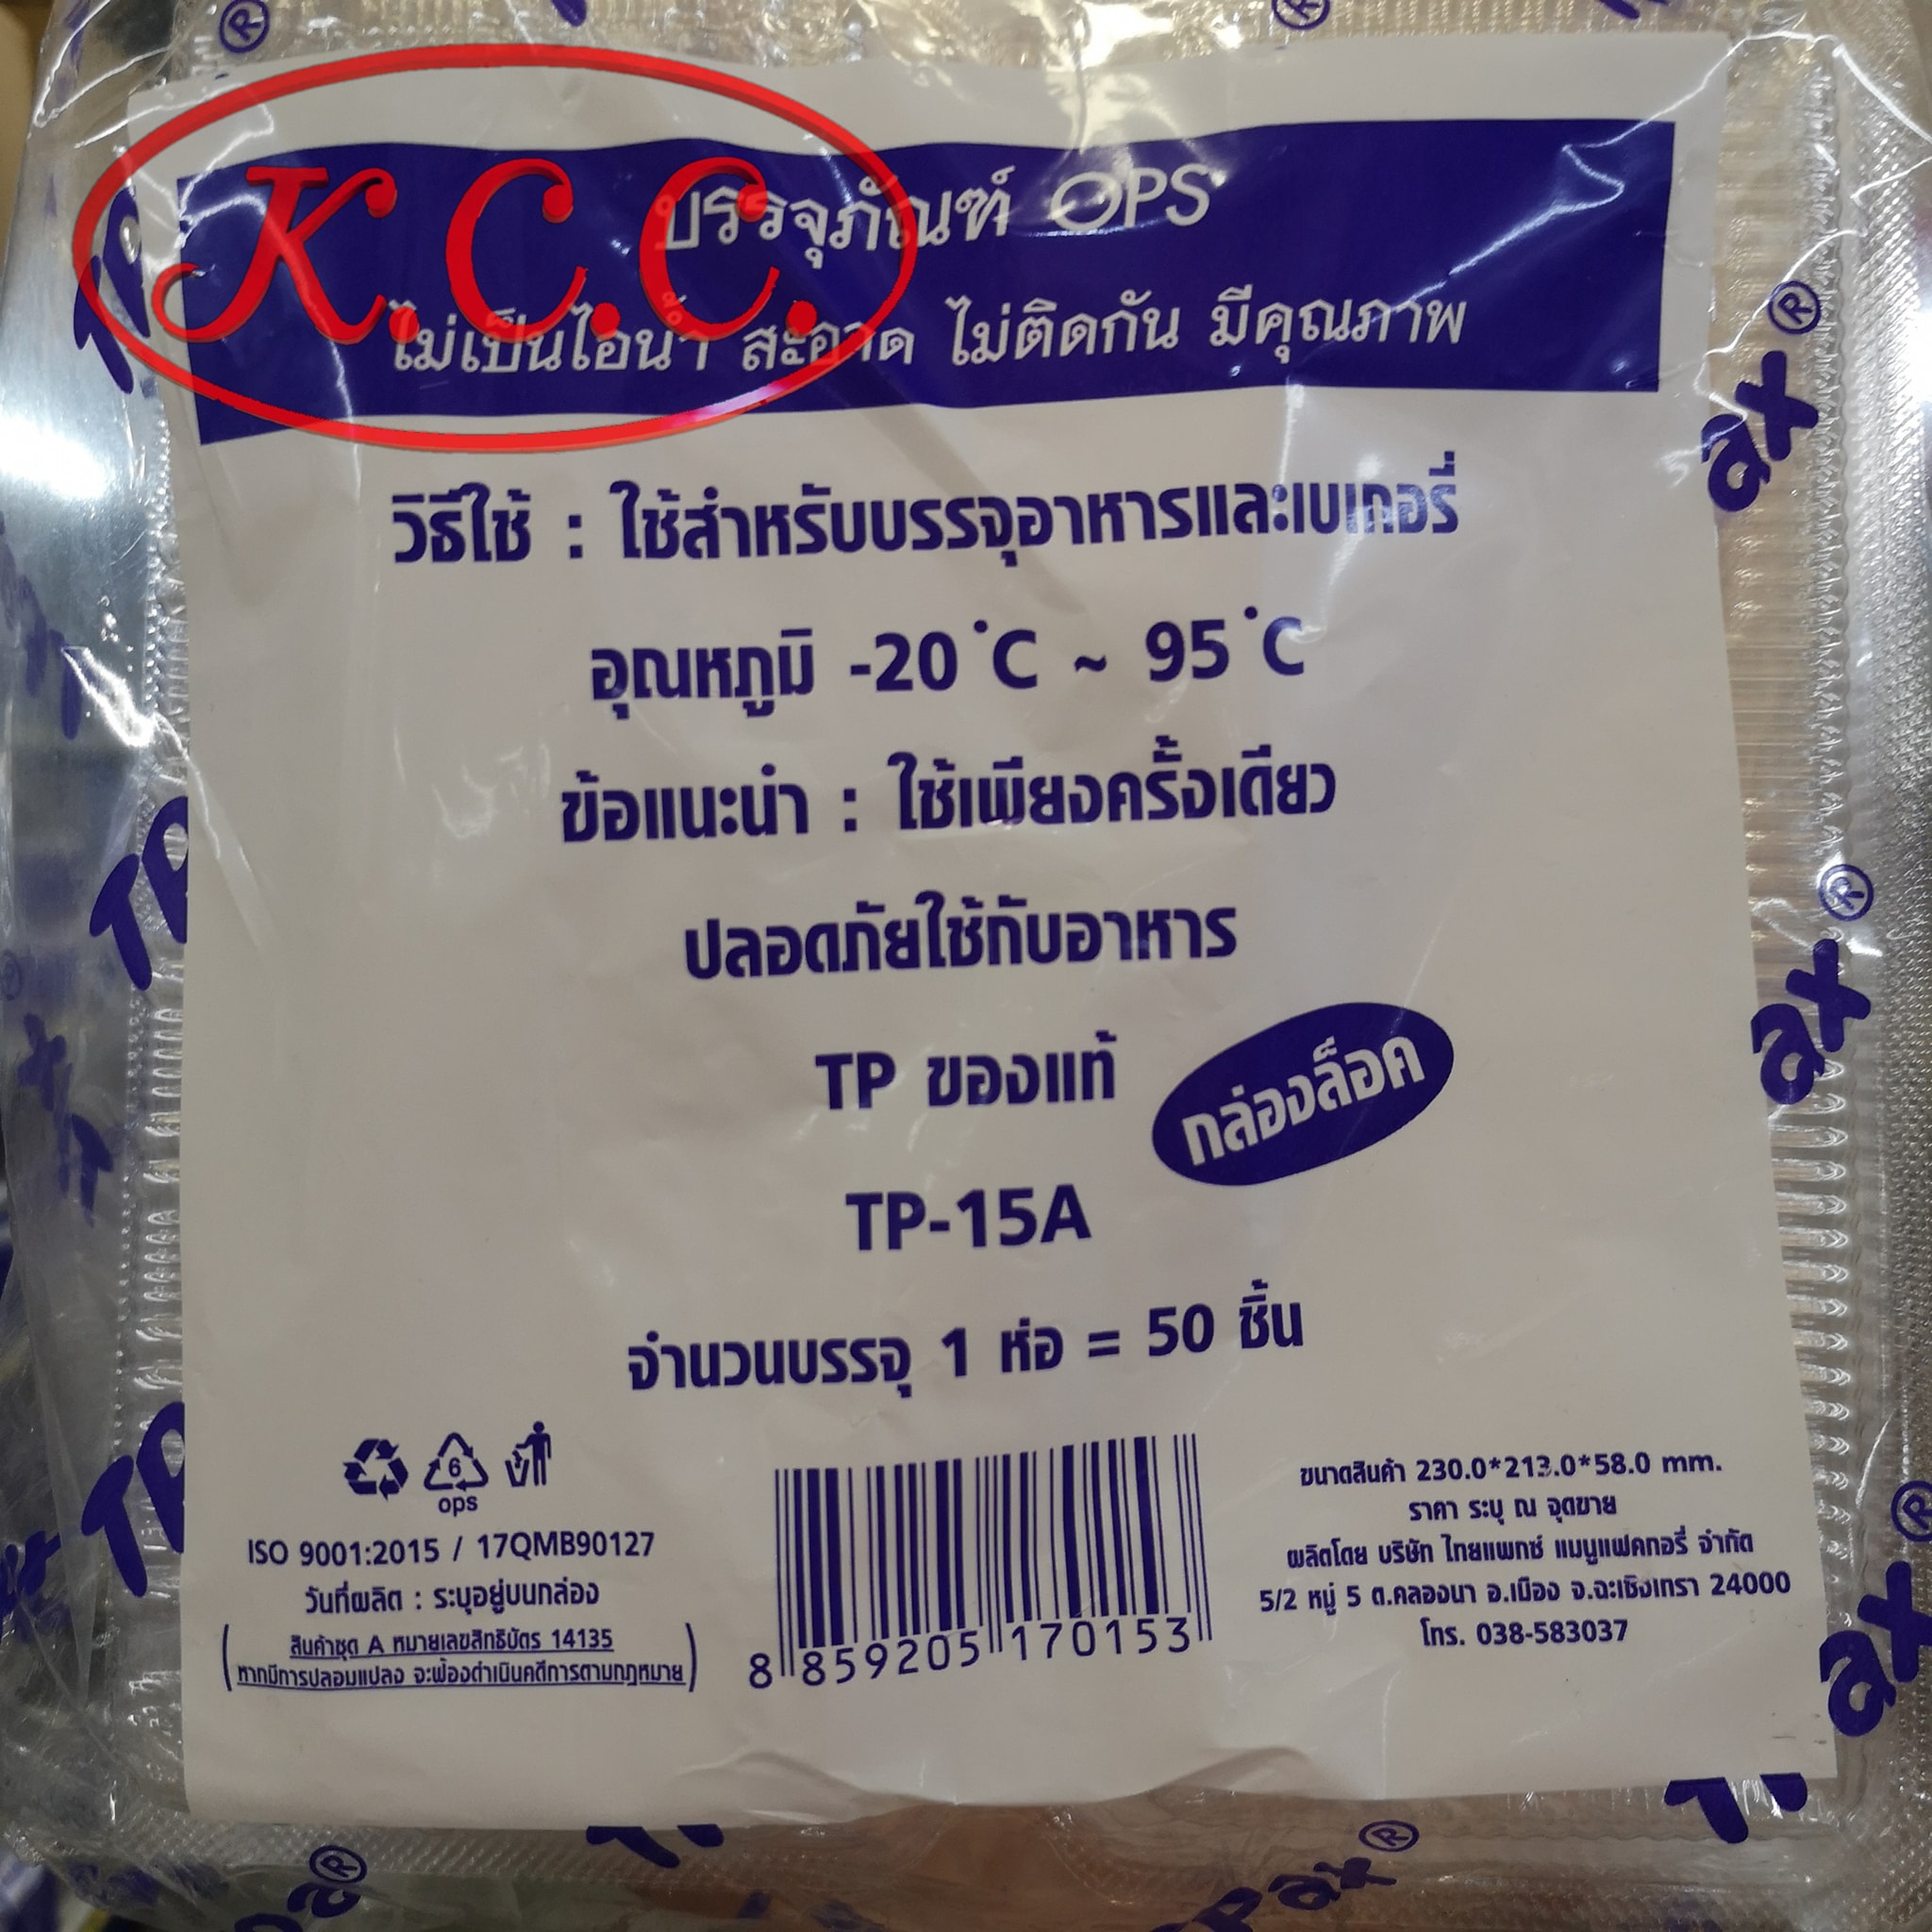 K.C.C.
บรรจุภัณฑ์ OPS
ไม่เป็นไอน้ำ สะอาด ไม่ติดกัน มีคุณภาพ
วิธีใช้ : ใช้สำหรับบรรจุอาหารและเบเกอรี่
อุณหภูมิ -20°C ~ 95°C
ข้อแนะนำ : ใช้เพียงครั้งเดียว
ปลอดภัยใช้กับอาหาร
TP ของแท้
กล่องล็อค
TP-15A
จำนวนบรรจุ 1 ห่อ = 50 ชิ้น
6
ops
ISO 9001:2015 / 17QMB90127
วันที่ผลิต : ระบุอยู่บนกล่อง
(สินค้าชุด A หมายเลขสิทธิบัตร 14135
หากมีการปลอมแปลง จะฟ้องดำเนินคดีการตามกฎหมาย)
8 859205 170153
ขนาดสินค้า 230.0*213.0*58.0 mm.
ราคา ระบุ ณ จุดขาย
ผลิตโดย บริษัท ไทยแพกซ์ แมนูแฟคทอรี่ จำกัด
5/2 หมู่ 5 ต.คลองนา อ.เมือง จ.ฉะเชิงเทรา 24000
โทร. 038-583037
TP
TP
TP
ax®
ax®
ax®
Pax®